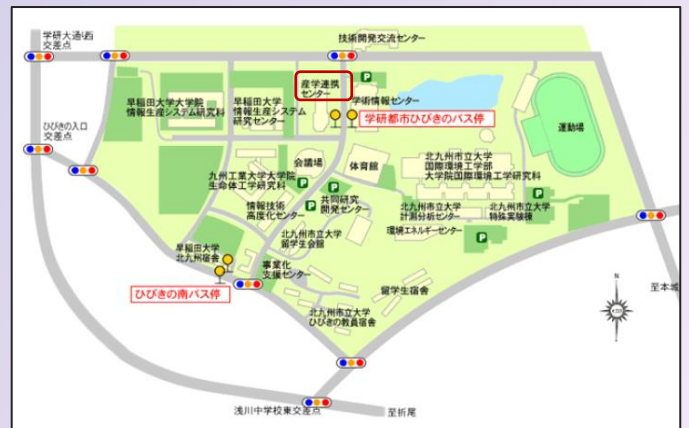 学研大通り西
交差点
技術開発交流センター
産学連携
センター
学術情報センター
早稲田大学大学院
情報生産システム研究科
早稲田大学
情報生産システム
研究センター
学研都市ひびきのバス停
運動場
ひびきの入口
交差点
会議場
体育館
北九州市立大学
国際環境工学部
大学院国際環境工学研究科
九州工業大学大学院
生命体工学研究科
情報技術
高度化センター
共同研究
開発センター
北九州市立大学
計測分析センター
北九州市立大学
特殊実験棟
北九州市立大学
留学生会館
環境エネルギーセンター
早稲田大学
北九州宿舎
事業化
支援センター
ひびきの南バス停
留学生宿舎
北九州市立大学
ひびきの教員宿舎
至本城
浅川中学校東交差点
至折尾
P
P
P
P
P
P
N